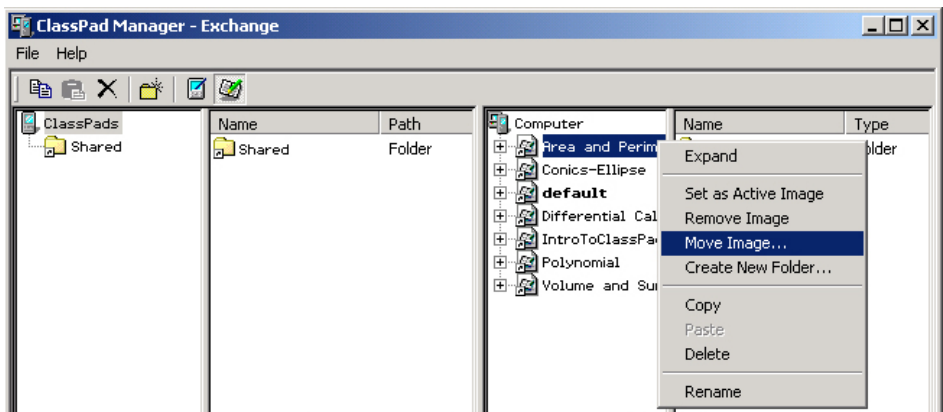 ClassPad Manager - Exchange
File Help
ClassPads
Shared
Name Path
Shared Folder
Computer
Area and Perim
Conics-Ellipse
default
Differential Cal
IntroToClassPa
Polynomial
Volume and Su
Name Type
older
Expand
Set as Active Image
Remove Image
Move Image...
Create New Folder...
Copy
Paste
Delete
Rename